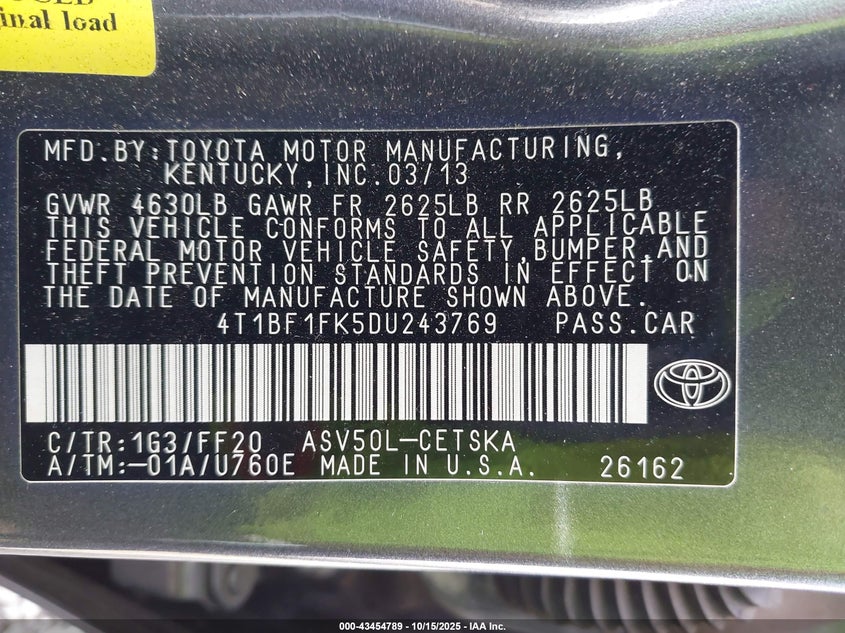 inal load
MFD.BY:TOYOTA MOTOR MANUFACTURING,
KENTUCKY,INC.03/13
GVWR 4630LB GAWR FR 2625LB RR 2625LB
THIS VEHICLE CONFORMS TO ALL APPLICABLE
FEDERAL MOTOR VEHICLE SAFETY,BUMPER,AND
THEFT PREVENTION STANDARDS IN EFFECT ON
THE DATE OF MANUFACTURE SHOWN ABOVE.
4T1BF1FK5DU243769 PASS.CAR
C/TR:1G3/FF20 ASV50L-CETSKA
A/TM:-01A/U760E MADE IN U.S.A. 26162
000-43454789 - 10/15/2025 - IAA Inc.